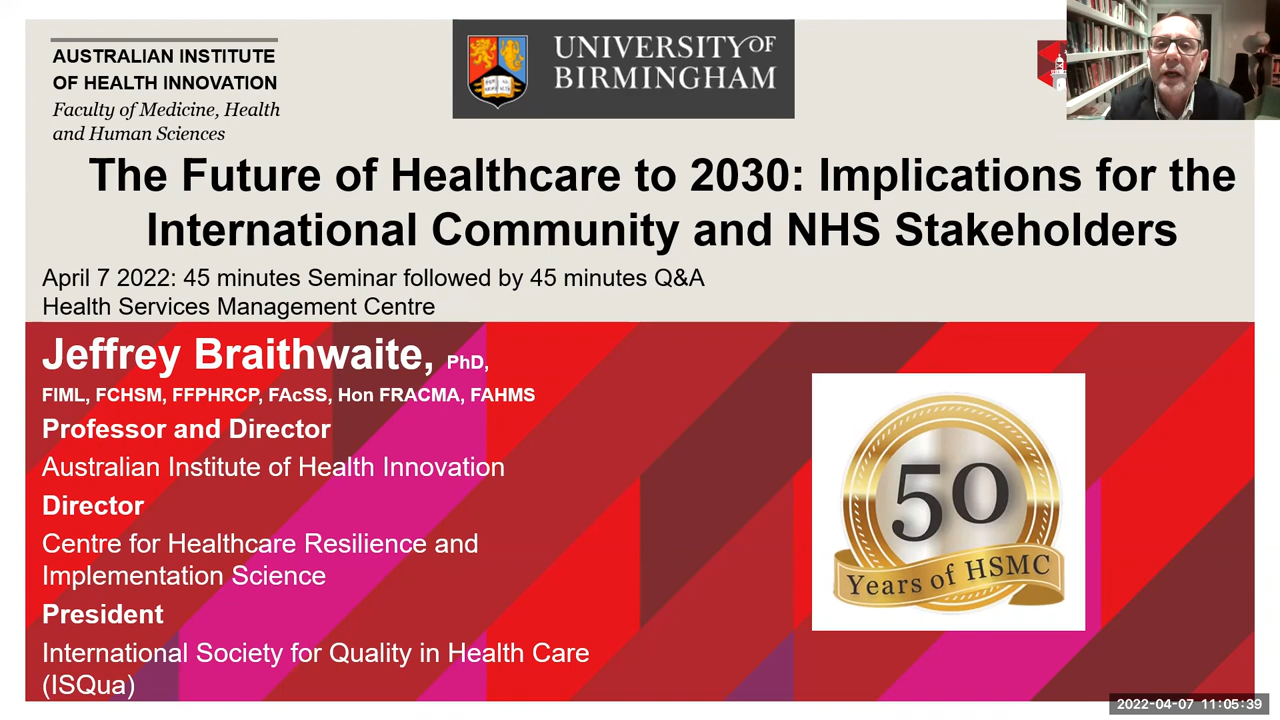 AUSTRALIAN INSTITUTE
OF HEALTH INNOVATION
Faculty of Medicine, Health
and Human Sciences
UNIVERSITY OF
BIRMINGHAM
The Future of Healthcare to 2030: Implications for the
International Community and NHS Stakeholders
April 7 2022: 45 minutes Seminar followed by 45 minutes Q&A
Health Services Management Centre
Jeffrey Braithwaite, PhD,
FIML, FCHSM, FFPHRCP, FAcSS, Hon FRACMA, FAHMS
Professor and Director
Australian Institute of Health Innovation
Director
Centre for Healthcare Resilience and
Implementation Science
President
International Society for Quality in Health Care
(ISQua)
50
Years of HSMC
2022-04-07 11:05:39